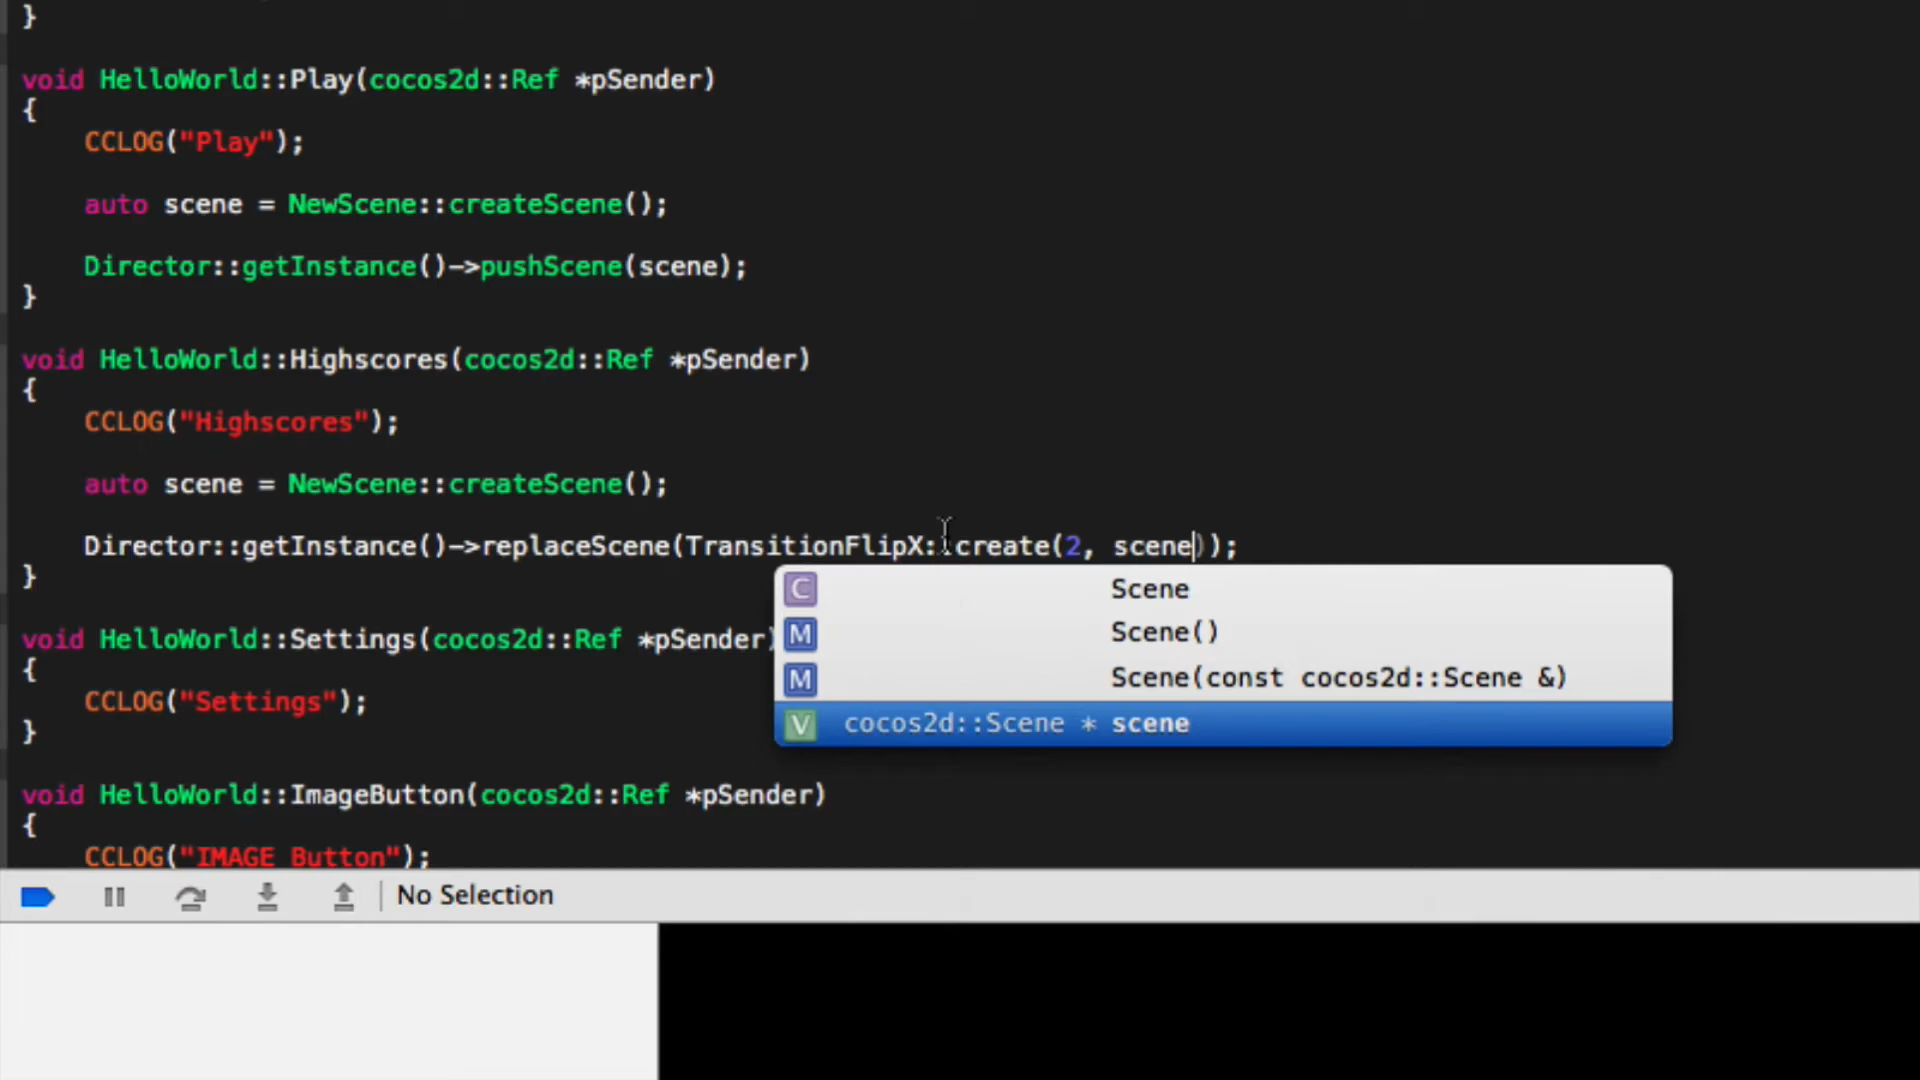 }
void HelloWorld::Play(cocos2d::Ref *pSender)
{
CCLOG("Play");
auto scene = NewScene::createScene();
Director::getInstance()->pushScene(scene);
}
void HelloWorld::Highscores(cocos2d::Ref *pSender)
{
CCLOG("Highscores");
auto scene = NewScene::createScene();
Director::getInstance()->replaceScene(TransitionFlipX::create(2, scene));
}
Scene
Scene()
Scene(const cocos2d::Scene &)
cocos2d::Scene * scene
void HelloWorld::Settings(cocos2d::Ref *pSender)
{
CCLOG("Settings");
}
void HelloWorld::ImageButton(cocos2d::Ref *pSender)
{
CCLOG("IMAGE Button");
No Selection